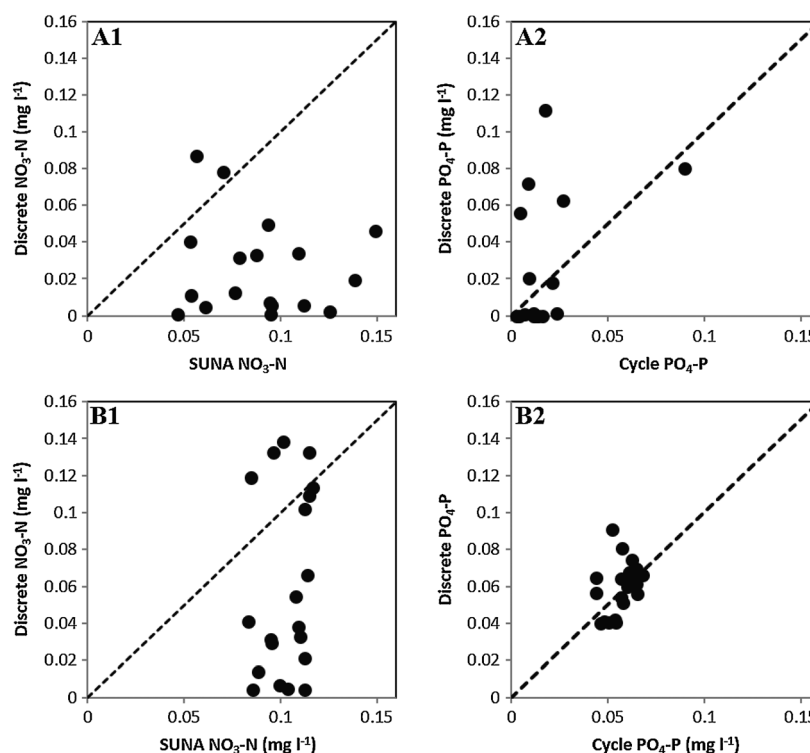 A1
Discrete NO₃-N (mg l⁻¹)
0.16
0.14
0.12
0.1
0.08
0.06
0.04
0.02
0
0 0.05 0.1 0.15
SUNA NO₃-N
A2
Discrete PO₄-P (mg l⁻¹)
0.16
0.14
0.12
0.1
0.08
0.06
0.04
0.02
0
0 0.05 0.1 0.15
Cycle PO₄-P
B1
Discrete NO₃-N (mg l⁻¹)
0.16
0.14
0.12
0.1
0.08
0.06
0.04
0.02
0
0 0.05 0.1 0.15
SUNA NO₃-N (mg l⁻¹)
B2
Discrete PO₄-P
0.16
0.14
0.12
0.1
0.08
0.06
0.04
0.02
0
0 0.05 0.1 0.15
Cycle PO₄-P (mg l⁻¹)